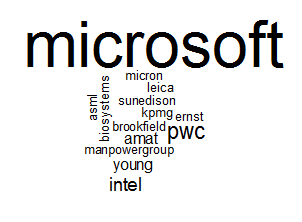 microsoft
micron
leica
asml
biosystems
sunedison
kpmg
ernst
brookfield
pwc
amat
manpowergroup
young
intel